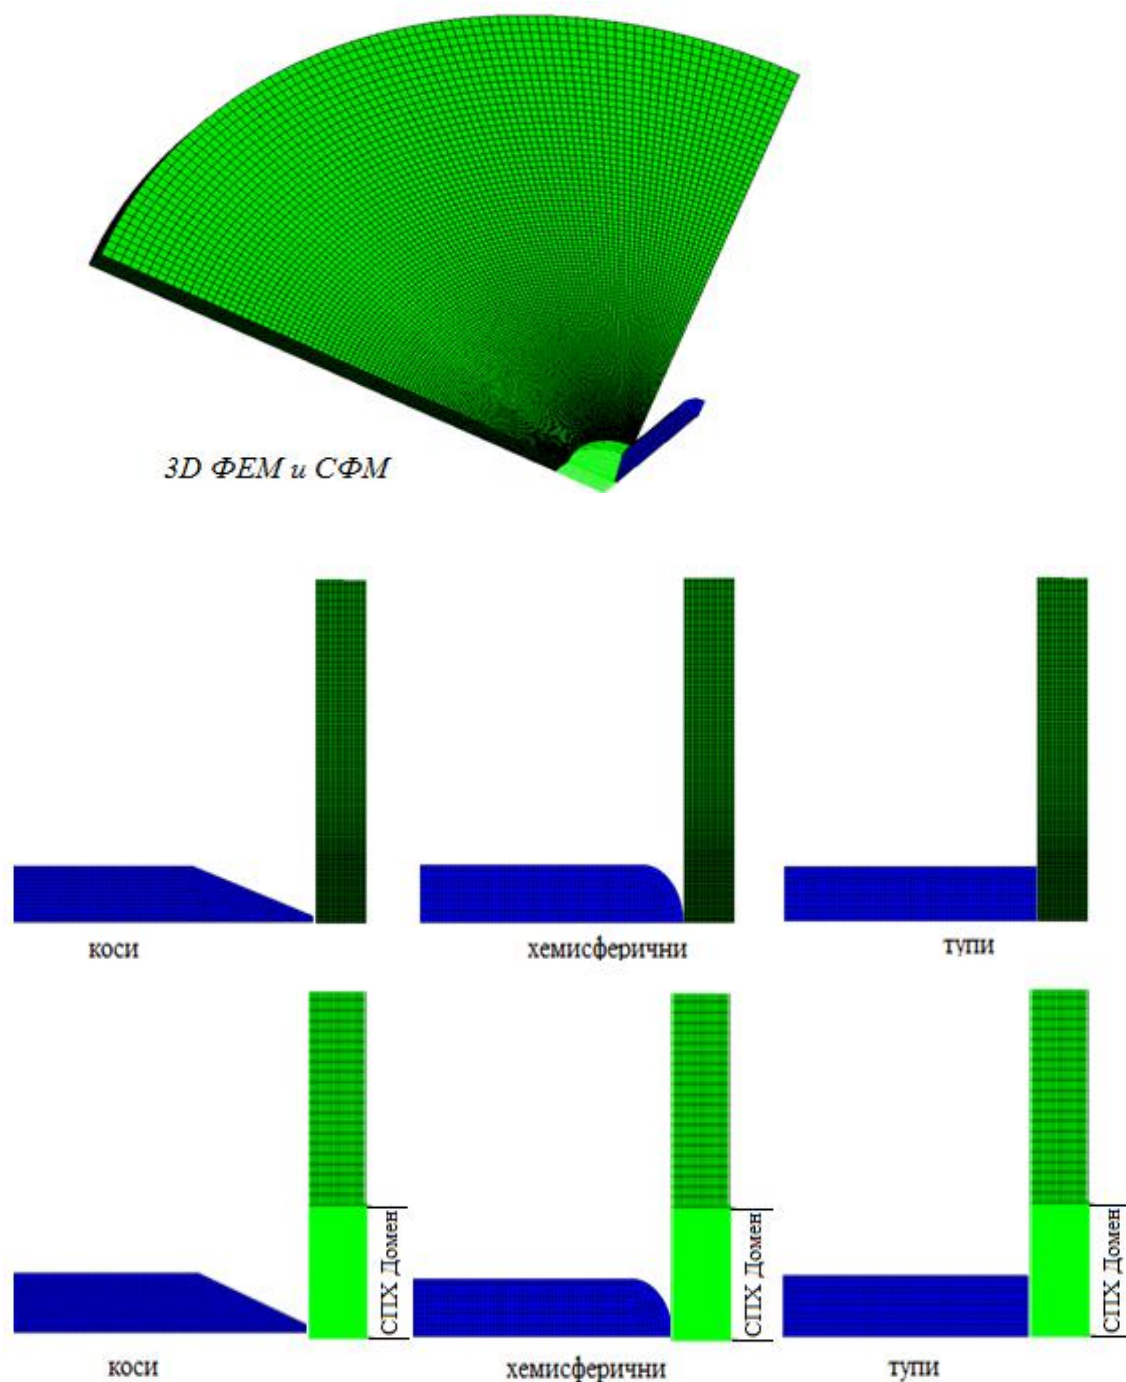 3D ФЕМ и СФМ
коси
хемисферични
тупи
СПХ Домен
СПХ Домен
СПХ Домен
коси
хемисферични
тупи